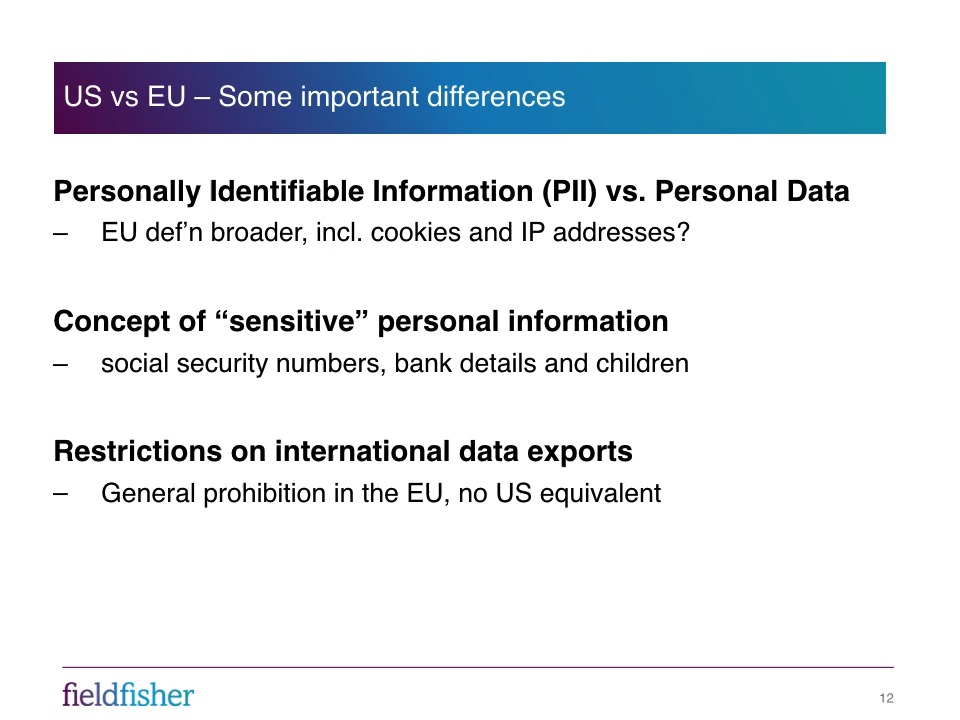 US vs EU – Some important differences
Personally Identifiable Information (PII) vs. Personal Data
– EU def’n broader, incl. cookies and IP addresses?
Concept of “sensitive” personal information
– social security numbers, bank details and children
Restrictions on international data exports
– General prohibition in the EU, no US equivalent
fieldfisher
12